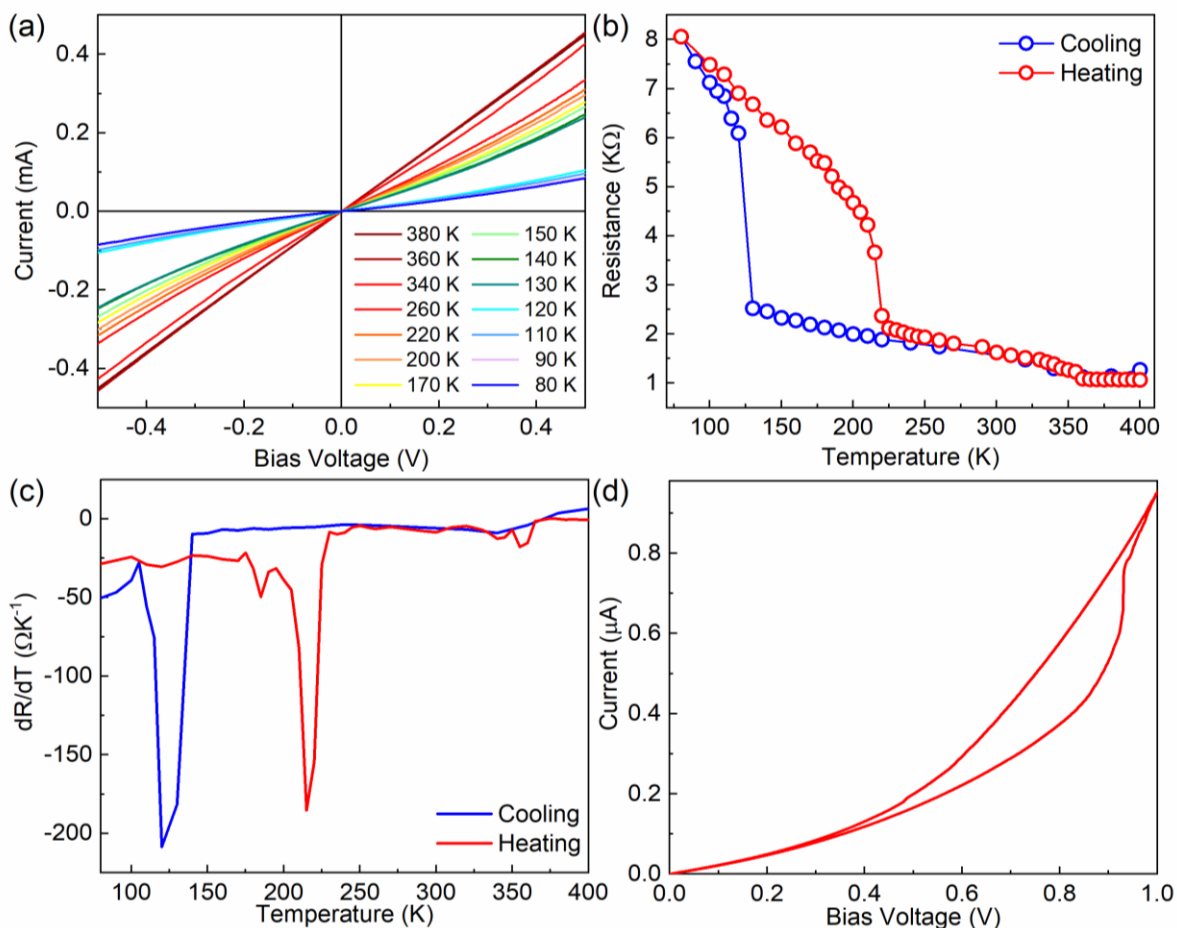 (a)
Current (mA)
0.4
0.2
0.0
-0.2
-0.4
380 K 150 K
360 K 140 K
340 K 130 K
260 K 120 K
220 K 110 K
200 K 90 K
170 K 80 K
-0.4 -0.2 0.0 0.2 0.4
Bias Voltage (V)
(b)
Resistance (KΩ)
8
7
6
5
4
3
2
1
Cooling
Heating
100 150 200 250 300 350 400
Temperature (K)
(c)
dR/dT (ΩK⁻¹)
0
-50
-100
-150
-200
Cooling
Heating
100 150 200 250 300 350 400
Temperature (K)
(d)
Current (μA)
0.8
0.6
0.4
0.2
0.0
0.0 0.2 0.4 0.6 0.8 1.0
Bias Voltage (V)